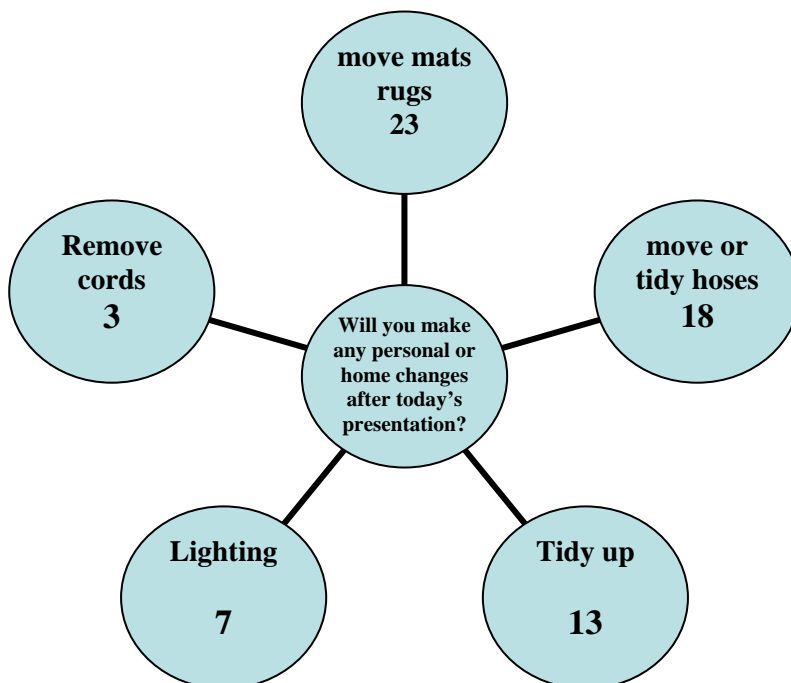 move mats
rugs
23
Remove
cords
3
move or
tidy hoses
18
Will you make
any personal or
home changes
after today’s
presentation?
Lighting
7
Tidy up
13